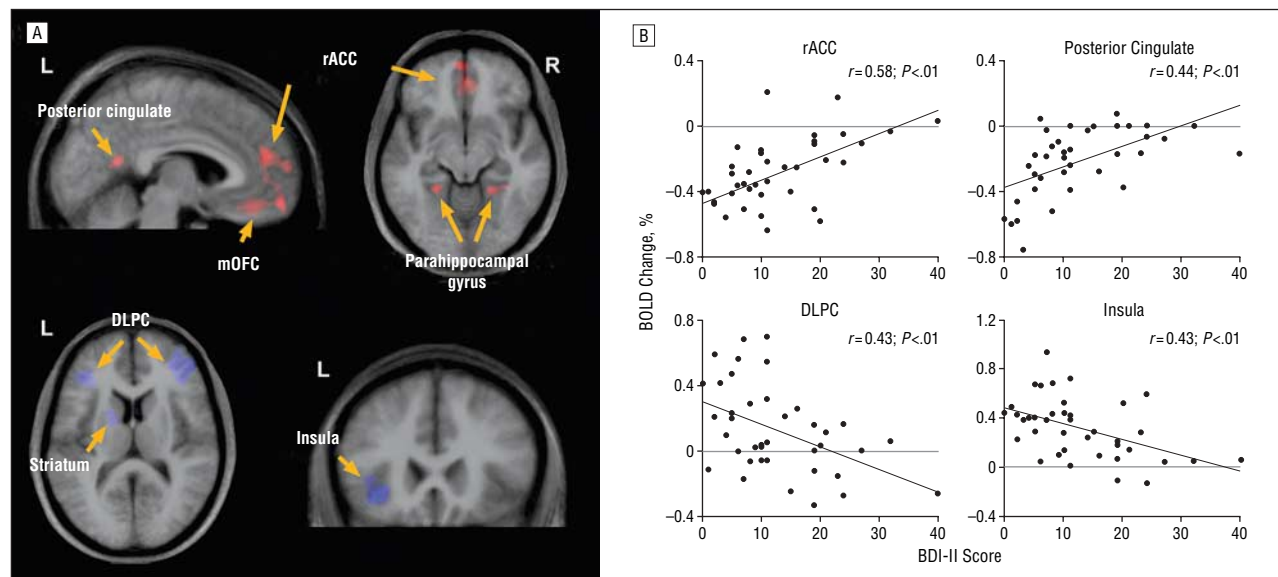 A
L
rACC
R
Posterior cingulate
mOFC
Parahippocampal
gyrus
L
DLPC
Striatum
L
Insula
B
BOLD Change, %
rACC
r=0.58; P<.01
0.4
0
−0.4
−0.8
0
10
20
30
40
Posterior Cingulate
r=0.44; P<.01
0.4
0
−0.4
−0.8
0
10
20
30
40
DLPC
r=0.43; P<.01
0.8
0.4
0
−0.4
0
10
20
30
40
Insula
r=0.43; P<.01
1.2
0.8
0.4
0
−0.4
0
10
20
30
40
BDI-II Score